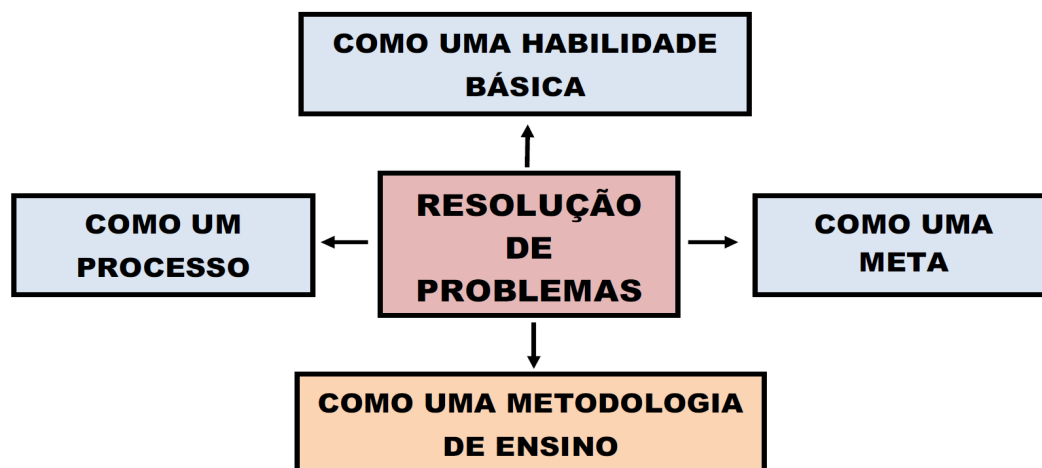 COMO UMA HABILIDADE
BÁSICA
COMO UM
PROCESSO
RESOLUÇÃO
DE
PROBLEMAS
COMO UMA
META
COMO UMA METODOLOGIA
DE ENSINO